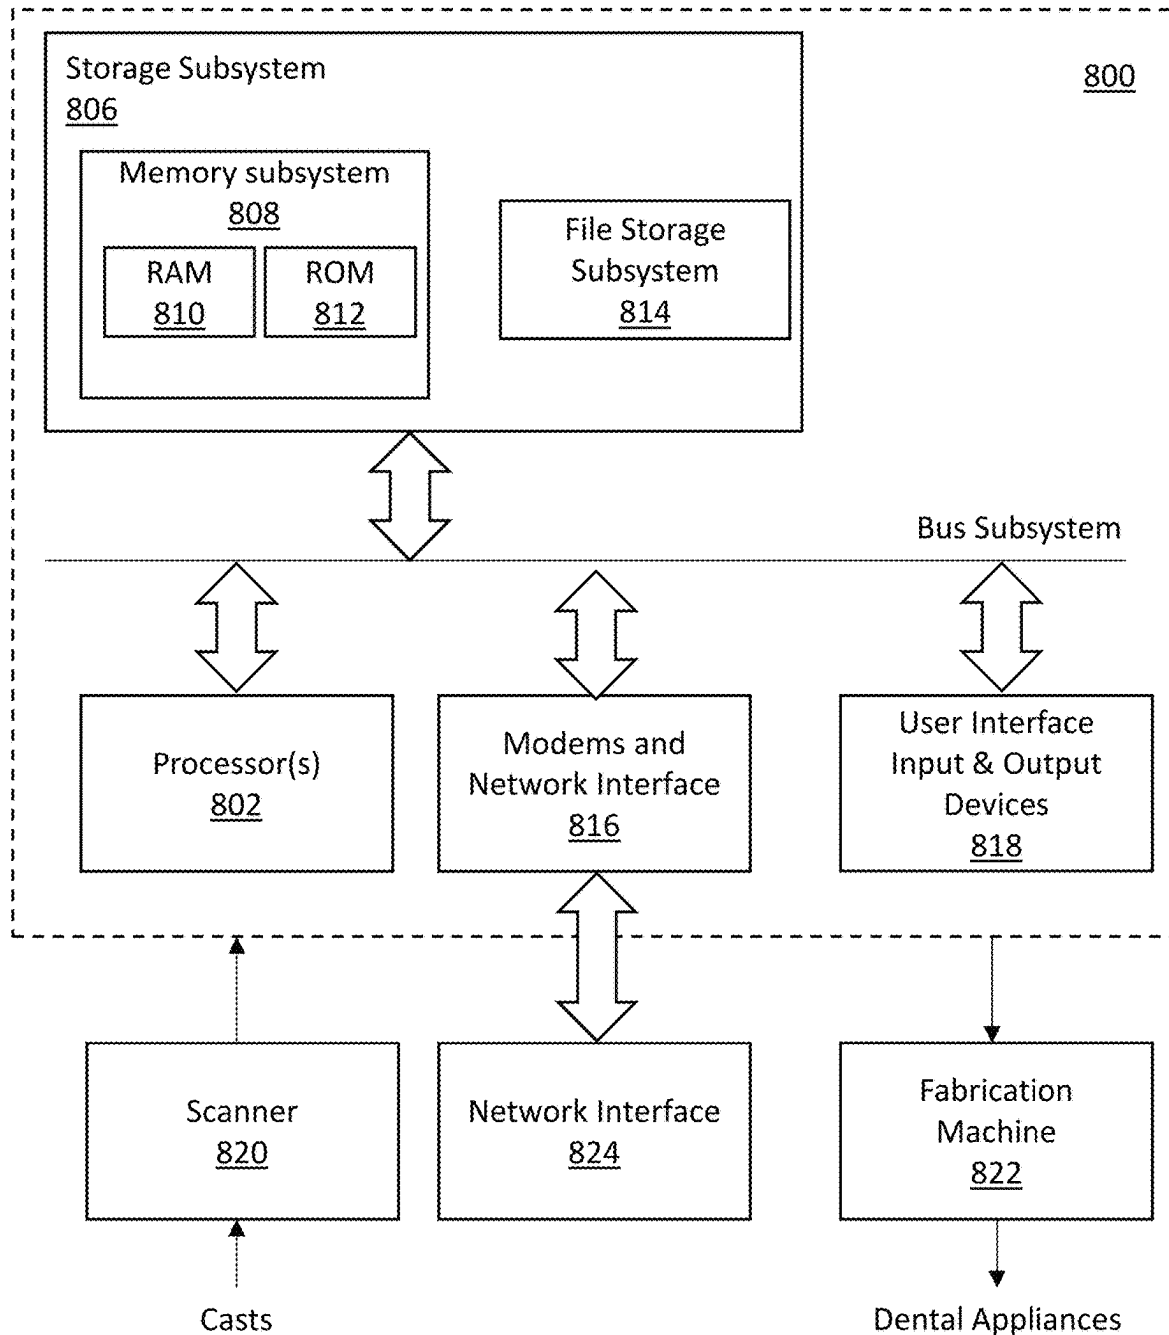 Storage Subsystem
806
800
Memory subsystem
808
RAM
810
ROM
812
File Storage
Subsystem
814
Bus Subsystem
Processor(s)
802
Modems and
Network Interface
816
User Interface
Input & Output
Devices
818
Scanner
820
Network Interface
824
Fabrication
Machine
822
Casts
Dental Appliances